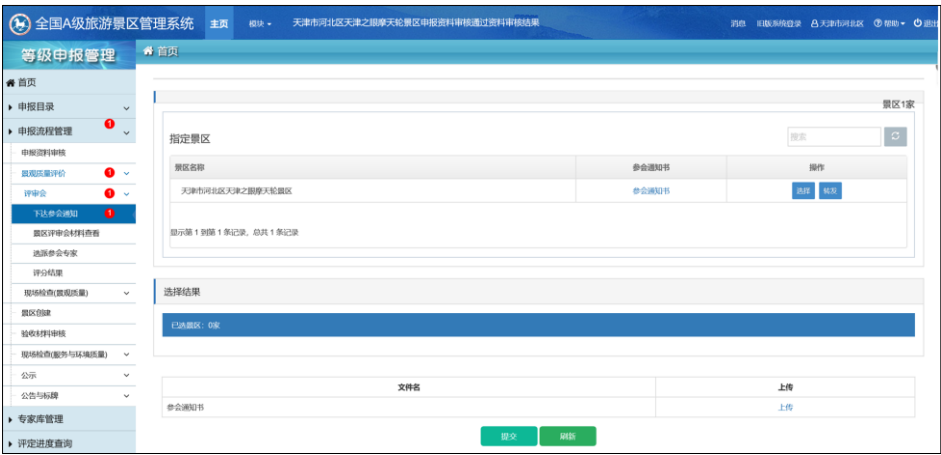 全国A级旅游景区管理系统 主页 模块 天津市河北区天津之眼摩天轮景区申报资料审核通过资料审核结果 消息 旧版系统登录 天津市河北区 帮助 退出
等级申报管理 首页
首页
申报目录
景区1家
申报流程管理 1
指定景区 搜索
申报资料审核
景区名称 参会通知书 操作
景观质量评价 1
评审会 1
天津市河北区天津之眼摩天轮景区 参会通知书 选择 转发
下达参会通知 1
景区评审会材料查看
显示第 1 到第 1 条记录，总共 1 条记录
选派参会专家
评分结果
现场检查(景观质量)
选择结果
景区创建
已选景区：0家
验收材料审核
现场检查(服务与环境质量)
公示
文件名 上传
公告与标牌
参会通知书 上传
专家库管理
提交 刷新
评定进度查询